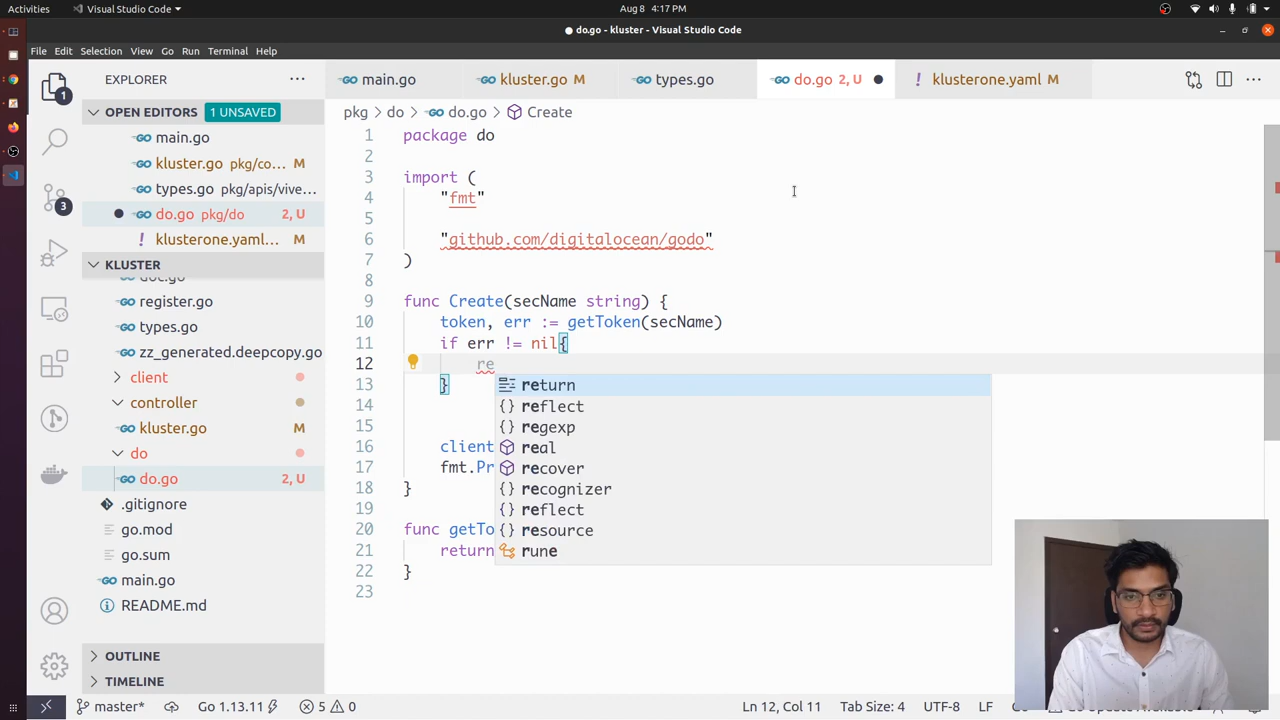 Activities
Visual Studio Code
Aug 8 4:17 PM
do.go - kluster - Visual Studio Code
File Edit Selection View Go Run Terminal Help
EXPLORER
main.go
kluster.go M
types.go
do.go 2, U
klusterone.yaml M
OPEN EDITORS 1 UNSAVED
main.go
kluster.go pkg/co... M
types.go pkg/apis/vive...
do.go pkg/do 2, U
klusterone.yaml... M
KLUSTER
register.go
types.go
zz_generated.deepcopy.go
client
controller
kluster.go M
do
do.go 2, U
.gitignore
go.mod
go.sum
main.go
README.md
OUTLINE
TIMELINE
1
3
pkg > do > do.go > Create
1 package do
2
3 import (
4 "fmt"
5
6 "github.com/digitalocean/godo"
7 )
8
9 func Create(secName string) {
10 token, err := getToken(secName)
11 if err != nil{
12 re
13 }
14
15
16 client
17 fmt.Pr
18 }
19
20 func getTo
21 return
22 }
23
return
reflect
regexp
real
recover
recognizer
reflect
resource
rune
master*
Go 1.13.11
5
0
Ln 12, Col 11
Tab Size: 4
UTF-8
LF